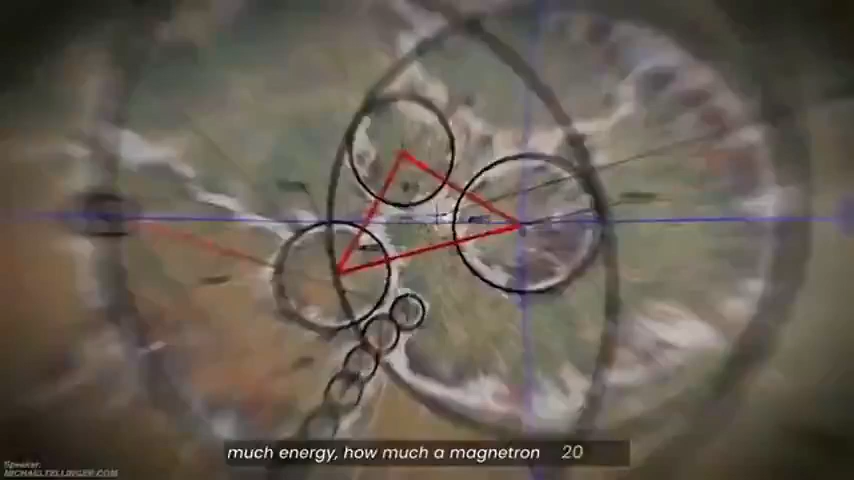 much energy, how much a magnetron 20
Speaker:
MICHAELTELLINGER.COM